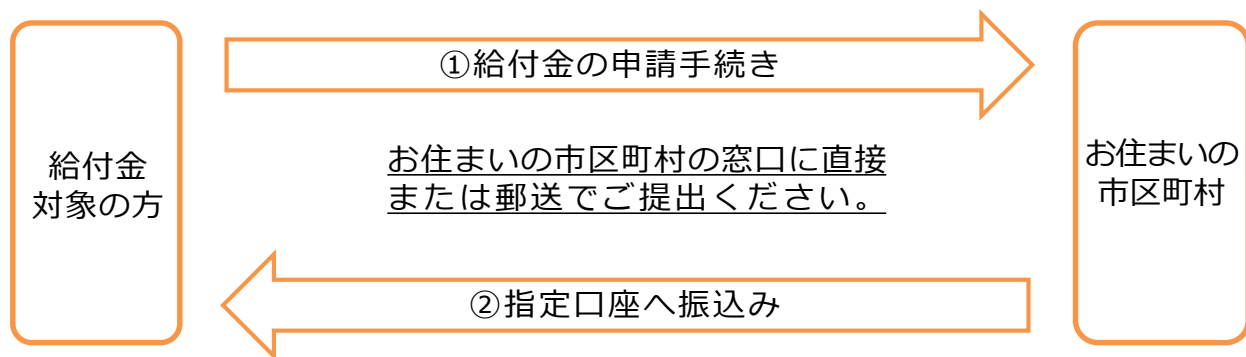 給付金
対象の方
①給付金の申請手続き
お住まいの市区町村の窓口に直接
または郵送でご提出ください。
②指定口座へ振込み
お住まいの
市区町村